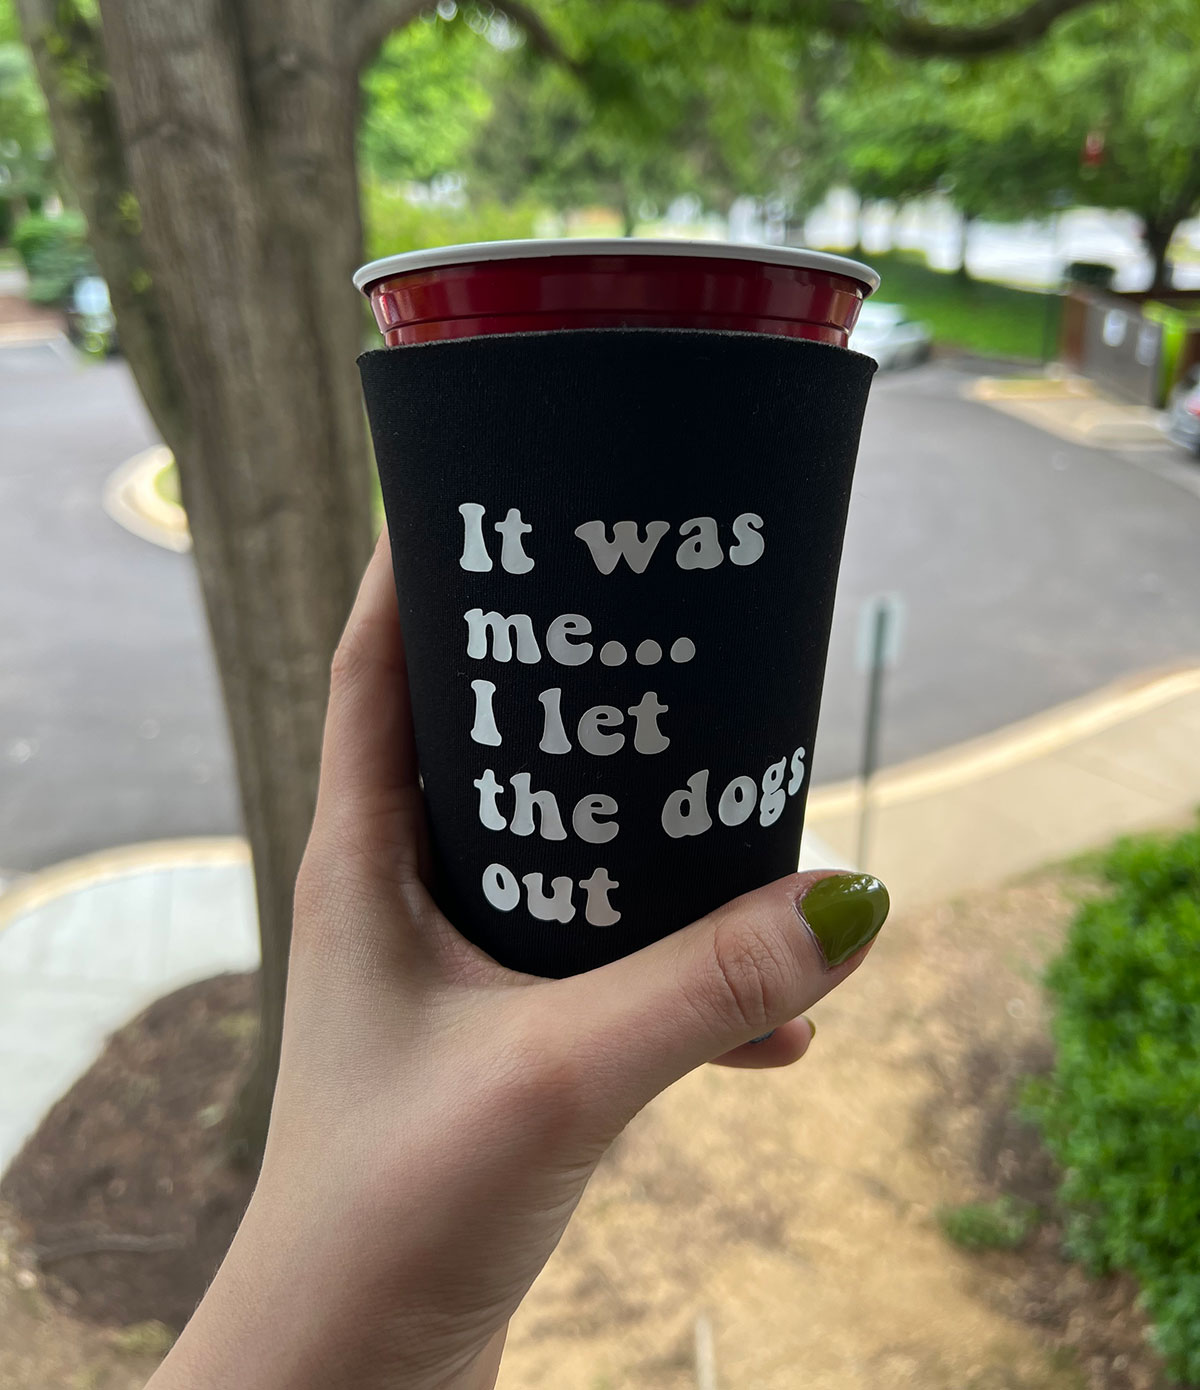 It was
me...
I let
the dogs
out